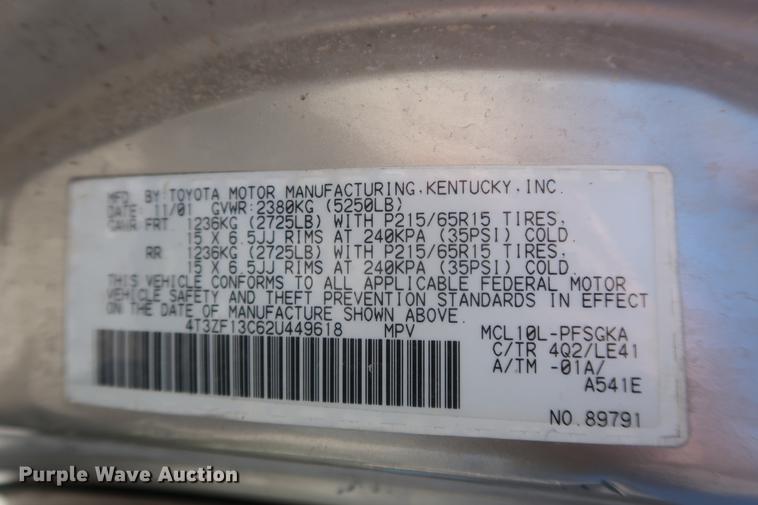 MFD. BY: TOYOTA MOTOR MANUFACTURING, KENTUCKY, INC.
DATE: 11/01 GVWR: 2380KG (5250LB)
GAWR FRT. 1236KG (2725LB) WITH P215/65R15 TIRES,
15 X 6.5JJ RIMS AT 240KPA (35PSI) COLD.
RR. 1236KG (2725LB) WITH P215/65R15 TIRES,
15 X 6.5JJ RIMS AT 240KPA (35PSI) COLD.
THIS VEHICLE CONFORMS TO ALL APPLICABLE FEDERAL MOTOR
VEHICLE SAFETY AND THEFT PREVENTION STANDARDS IN EFFECT
ON THE DATE OF MANUFACTURE SHOWN ABOVE.
4T3ZF13C62U449618 MPV MCL10L-PFSGKA
C/TR 4Q2/LE41
A/TM -01A/
A541E
NO.89791
Purple Wave Auction